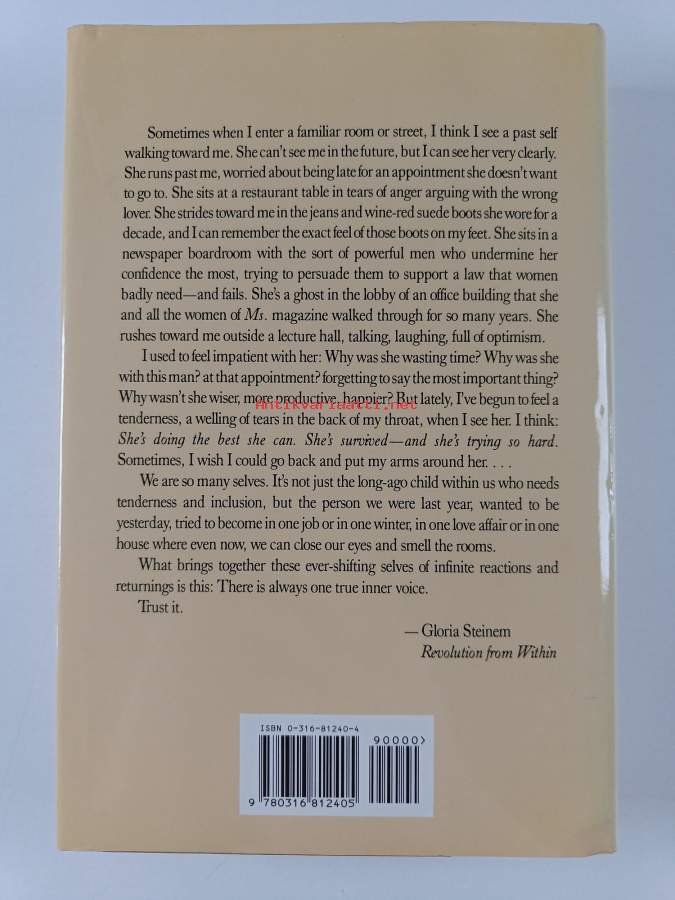 Sometimes when I enter a familiar room or street, I think I see a past self
walking toward me. She can't see me in the future, but I can see her very clearly.
She runs past me, worried about being late for an appointment she doesn't want
to go to. She sits at a restaurant table in tears of anger arguing with the wrong
lover. She strides toward me in the jeans and wine-red suede boots she wore for a
decade, and I can remember the exact feel of those boots on my feet. She sits in a
newspaper boardroom with the sort of powerful men who undermine her
confidence the most, trying to persuade them to support a law that women
badly need—and fails. She's a ghost in the lobby of an office building that she
and all the women of Ms. magazine walked through for so many years. She
rushes toward me outside a lecture hall, talking, laughing, full of optimism.
I used to feel impatient with her: Why was she wasting time? Why was she
with this man? at that appointment? forgetting to say the most important thing?
Why wasn't she wiser, more productive, happier? But lately, I've begun to feel a
Antikvariaatti.net
tenderness, a welling of tears in the back of my throat, when I see her. I think:
She's doing the best she can. She's survived—and she's trying so hard.
Sometimes, I wish I could go back and put my arms around her. . . .
We are so many selves. It's not just the long-ago child within us who needs
tenderness and inclusion, but the person we were last year, wanted to be
yesterday, tried to become in one job or in one winter, in one love affair or in one
house where even now, we can close our eyes and smell the rooms.
What brings together these ever-shifting selves of infinite reactions and
returnings is this: There is always one true inner voice.
Trust it.
— Gloria Steinem
Revolution from Within
ISBN 0-316-81240-4
90000>
9 780316 812405